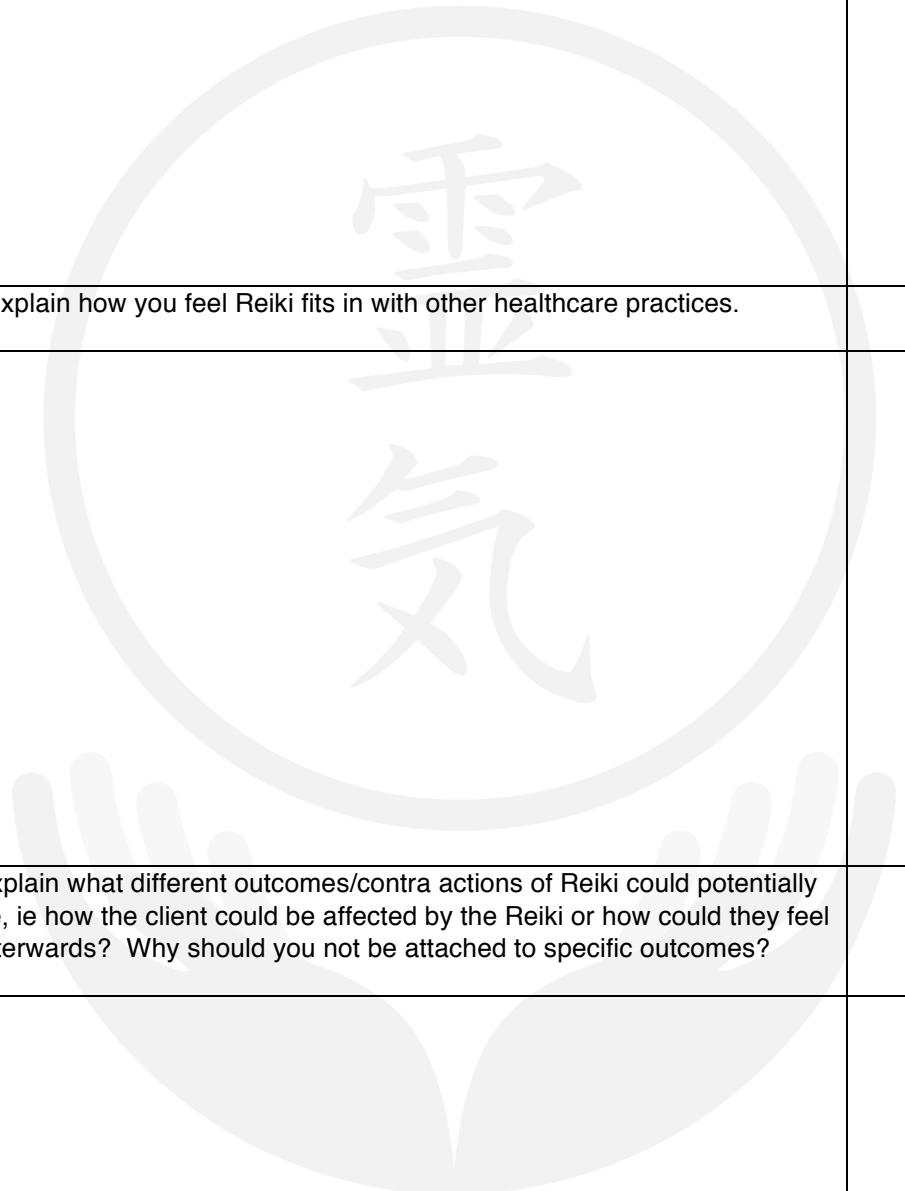 霊
xplain how you feel Reiki fits in with other healthcare practices.
気
xplain what different outcomes/contra actions of Reiki could potentially
, ie how the client could be affected by the Reiki or how could they feel
terwards? Why should you not be attached to specific outcomes?